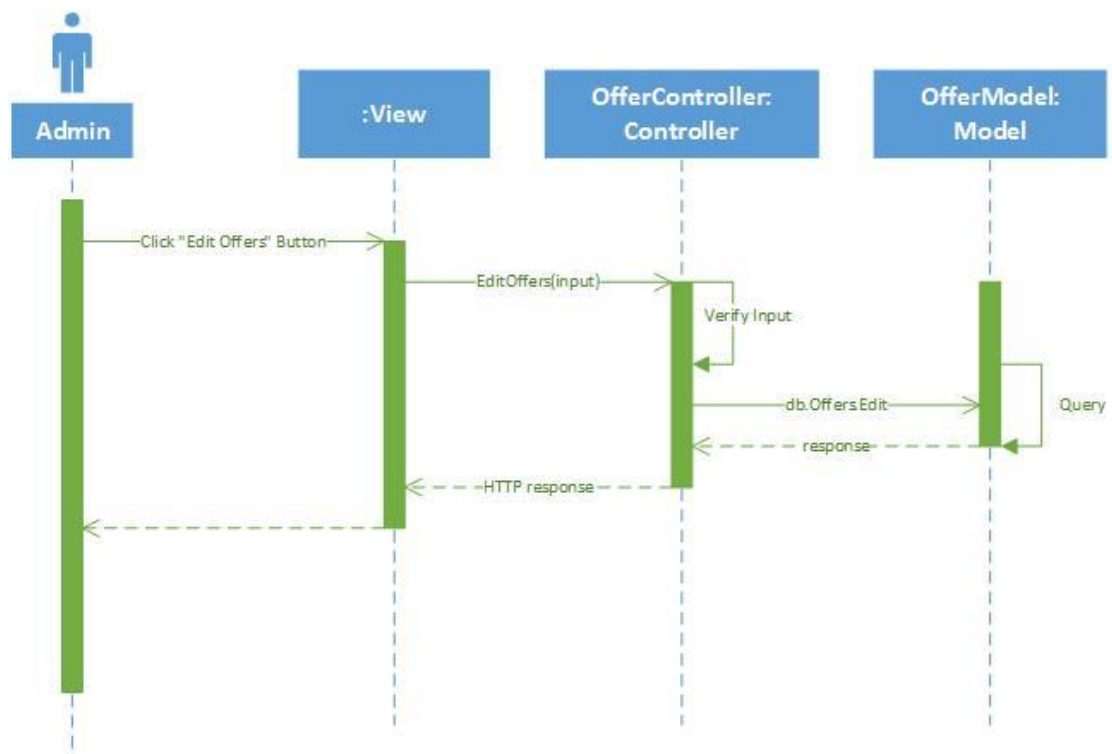 Admin
:View
OfferController:
Controller
OfferModel:
Model
Click "Edit Offers" Button
EditOffers(input)
Verify Input
db.Offers.Edit
Query
response
HTTP response